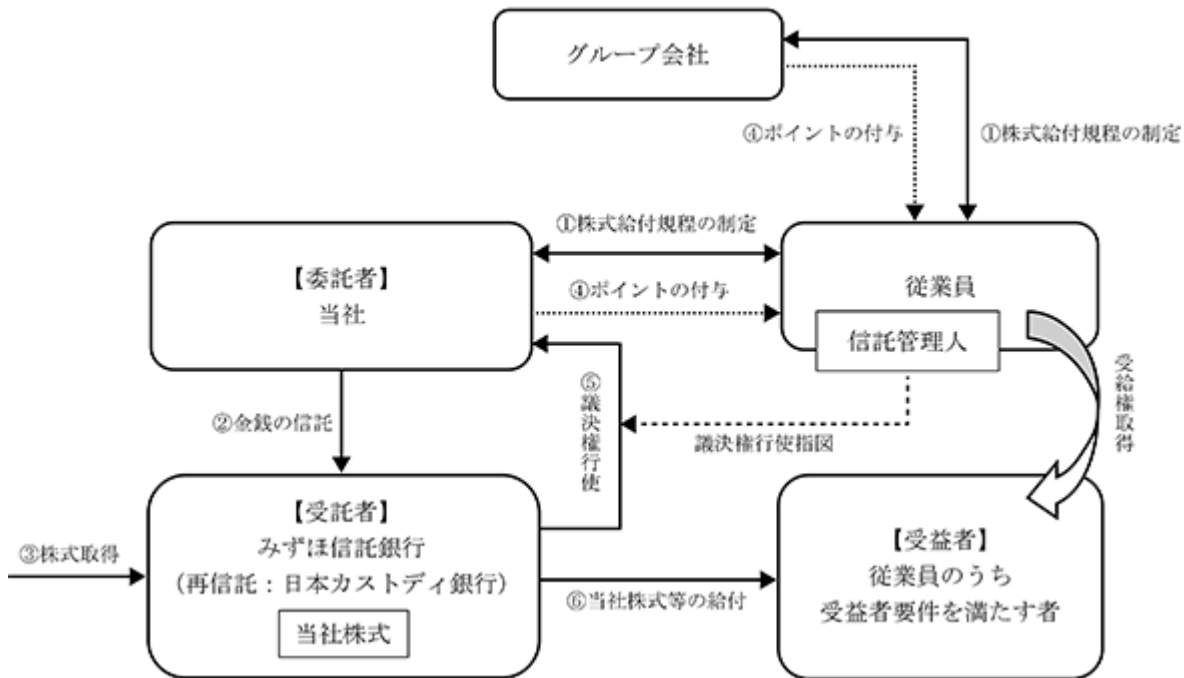 グループ会社
④ポイントの付与
①株式給付規程の制定
①株式給付規程の制定
【委託者】
当社
④ポイントの付与
従業員
信託管理人
②金銭の信託
⑤議決権行使
議決権行使指図
受給権取得
【受託者】
みずほ信託銀行
(再信託:日本カストディ銀行)
当社株式
③株式取得
⑥当社株式等の給付
【受益者】
従業員のうち
受益者要件を満たす者